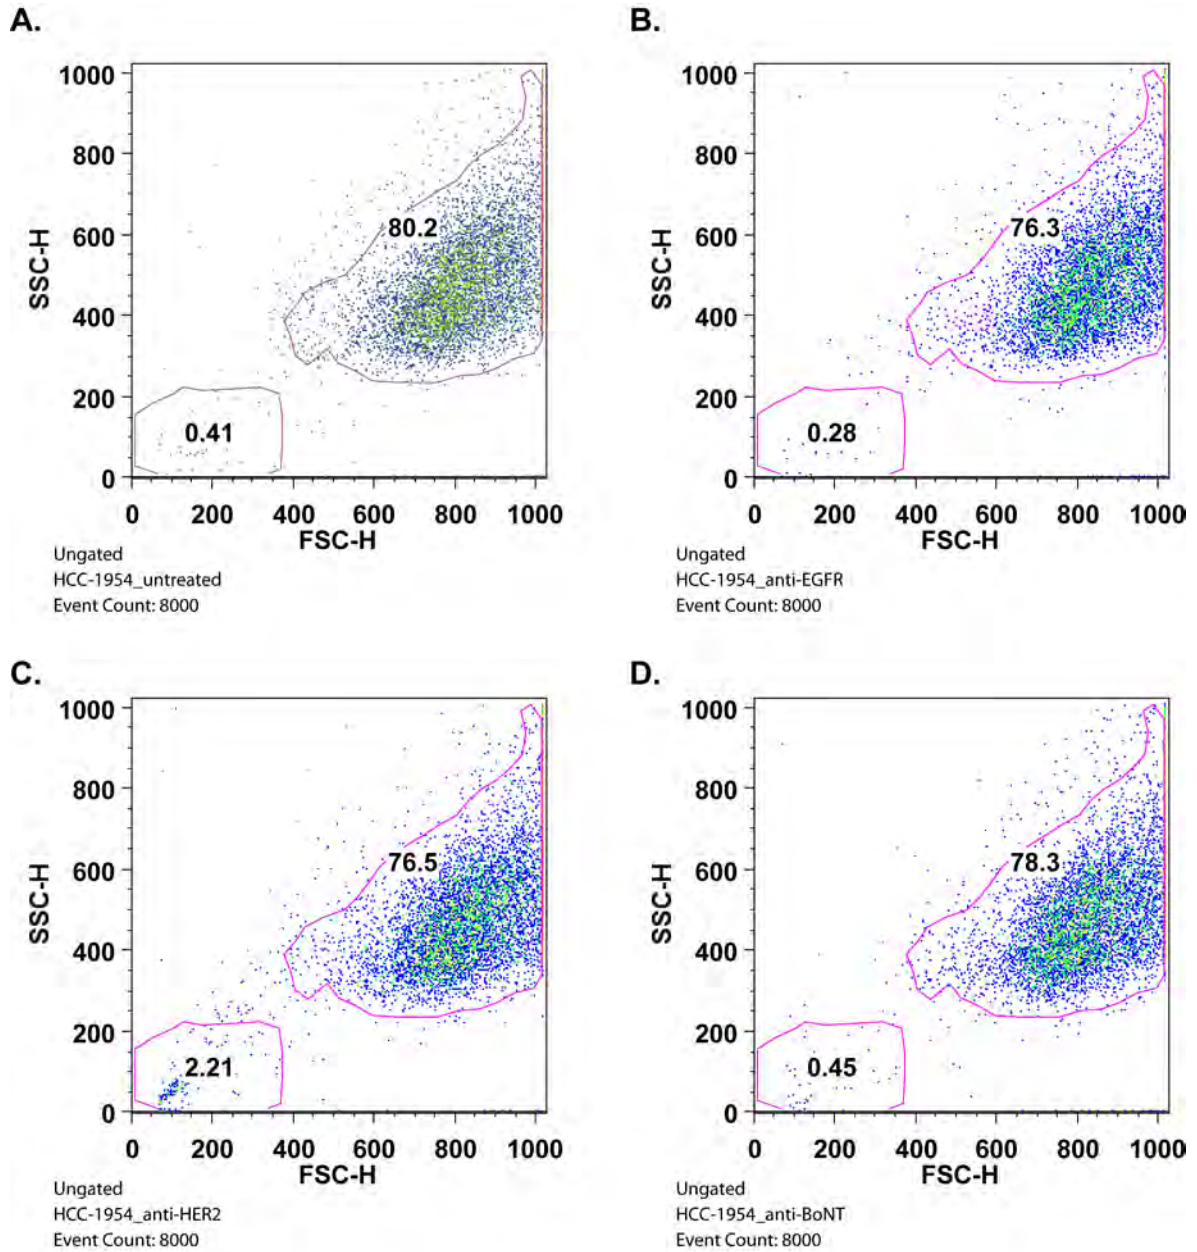 A.
1000
800
600
400
200
0
SSC-H
80.2
0.41
0 200 400 600 800 1000
FSC-H
Ungated
HCC-1954_untreated
Event Count: 8000
B.
1000
800
600
400
200
0
SSC-H
76.3
0.28
0 200 400 600 800 1000
FSC-H
Ungated
HCC-1954_anti-EGFR
Event Count: 8000
C.
1000
800
600
400
200
0
SSC-H
76.5
2.21
0 200 400 600 800 1000
FSC-H
Ungated
HCC-1954_anti-HER2
Event Count: 8000
D.
1000
800
600
400
200
0
SSC-H
78.3
0.45
0 200 400 600 800 1000
FSC-H
Ungated
HCC-1954_anti-BoNT
Event Count: 8000